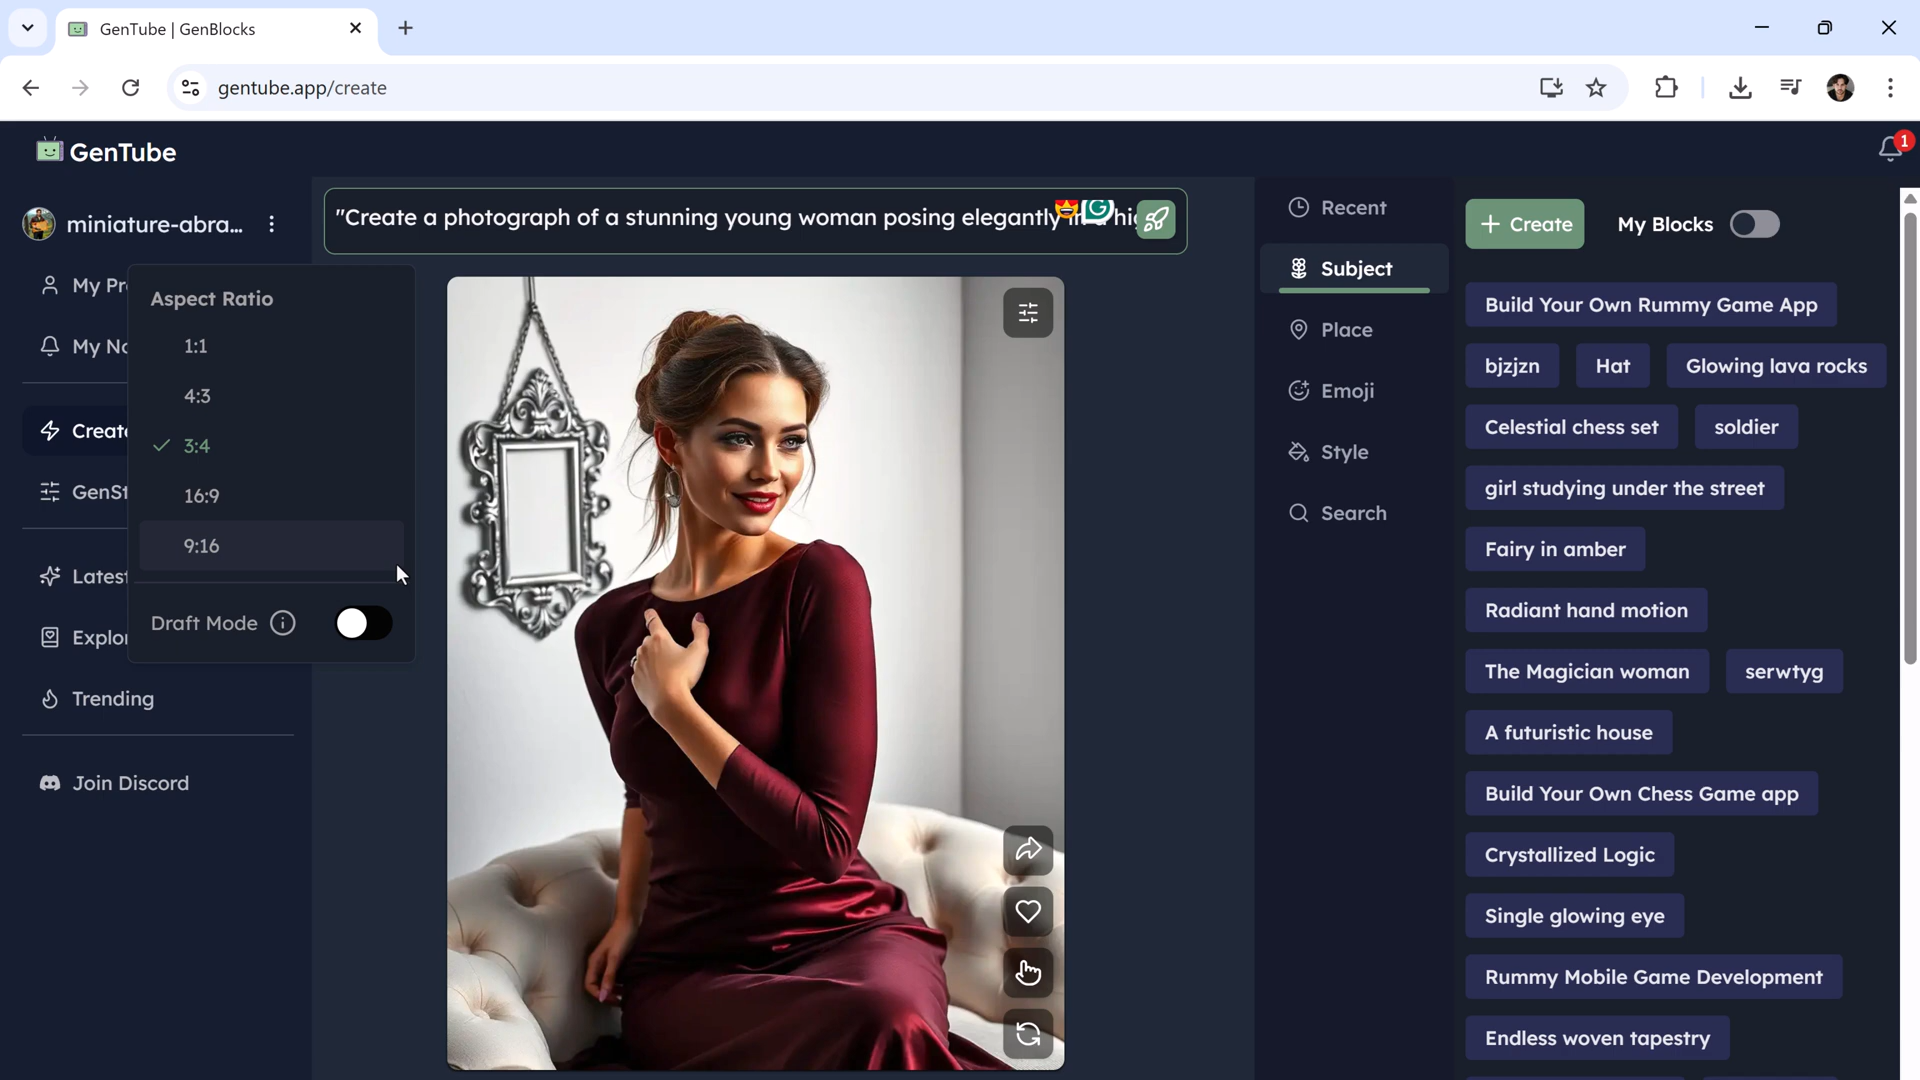 GenTube | GenBlocks
gentube.app/create
GenTube
1
miniature-abra...
"Create a photograph of a stunning young woman posing elegantly in a hig
Recent
Create
My Blocks
My Pr
Aspect Ratio
Subject
Build Your Own Rummy Game App
1:1
My No
Place
bjzjzn
Hat
Glowing lava rocks
4:3
Emoji
Create
3:4
Celestial chess set
soldier
Style
GenSt
16:9
girl studying under the street
Search
9:16
Fairy in amber
Latest
Draft Mode
Radiant hand motion
Explor
The Magician woman
serwtyg
Trending
A futuristic house
Join Discord
Build Your Own Chess Game app
Crystallized Logic
Single glowing eye
Rummy Mobile Game Development
Endless woven tapestry